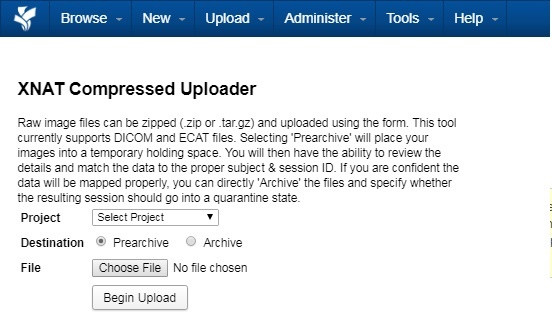 Browse New Upload Administer Tools Help
XNAT Compressed Uploader
Raw image files can be zipped (.zip or .tar.gz) and uploaded using the form. This tool
currently supports DICOM and ECAT files. Selecting 'Prearchive' will place your
images into a temporary holding space. You will then have the ability to review the
details and match the data to the proper subject & session ID. If you are confident the
data will be mapped properly, you can directly 'Archive' the files and specify whether
the resulting session should go into a quarantine state.
Project Select Project
Destination Prearchive Archive
File Choose File No file chosen
Begin Upload